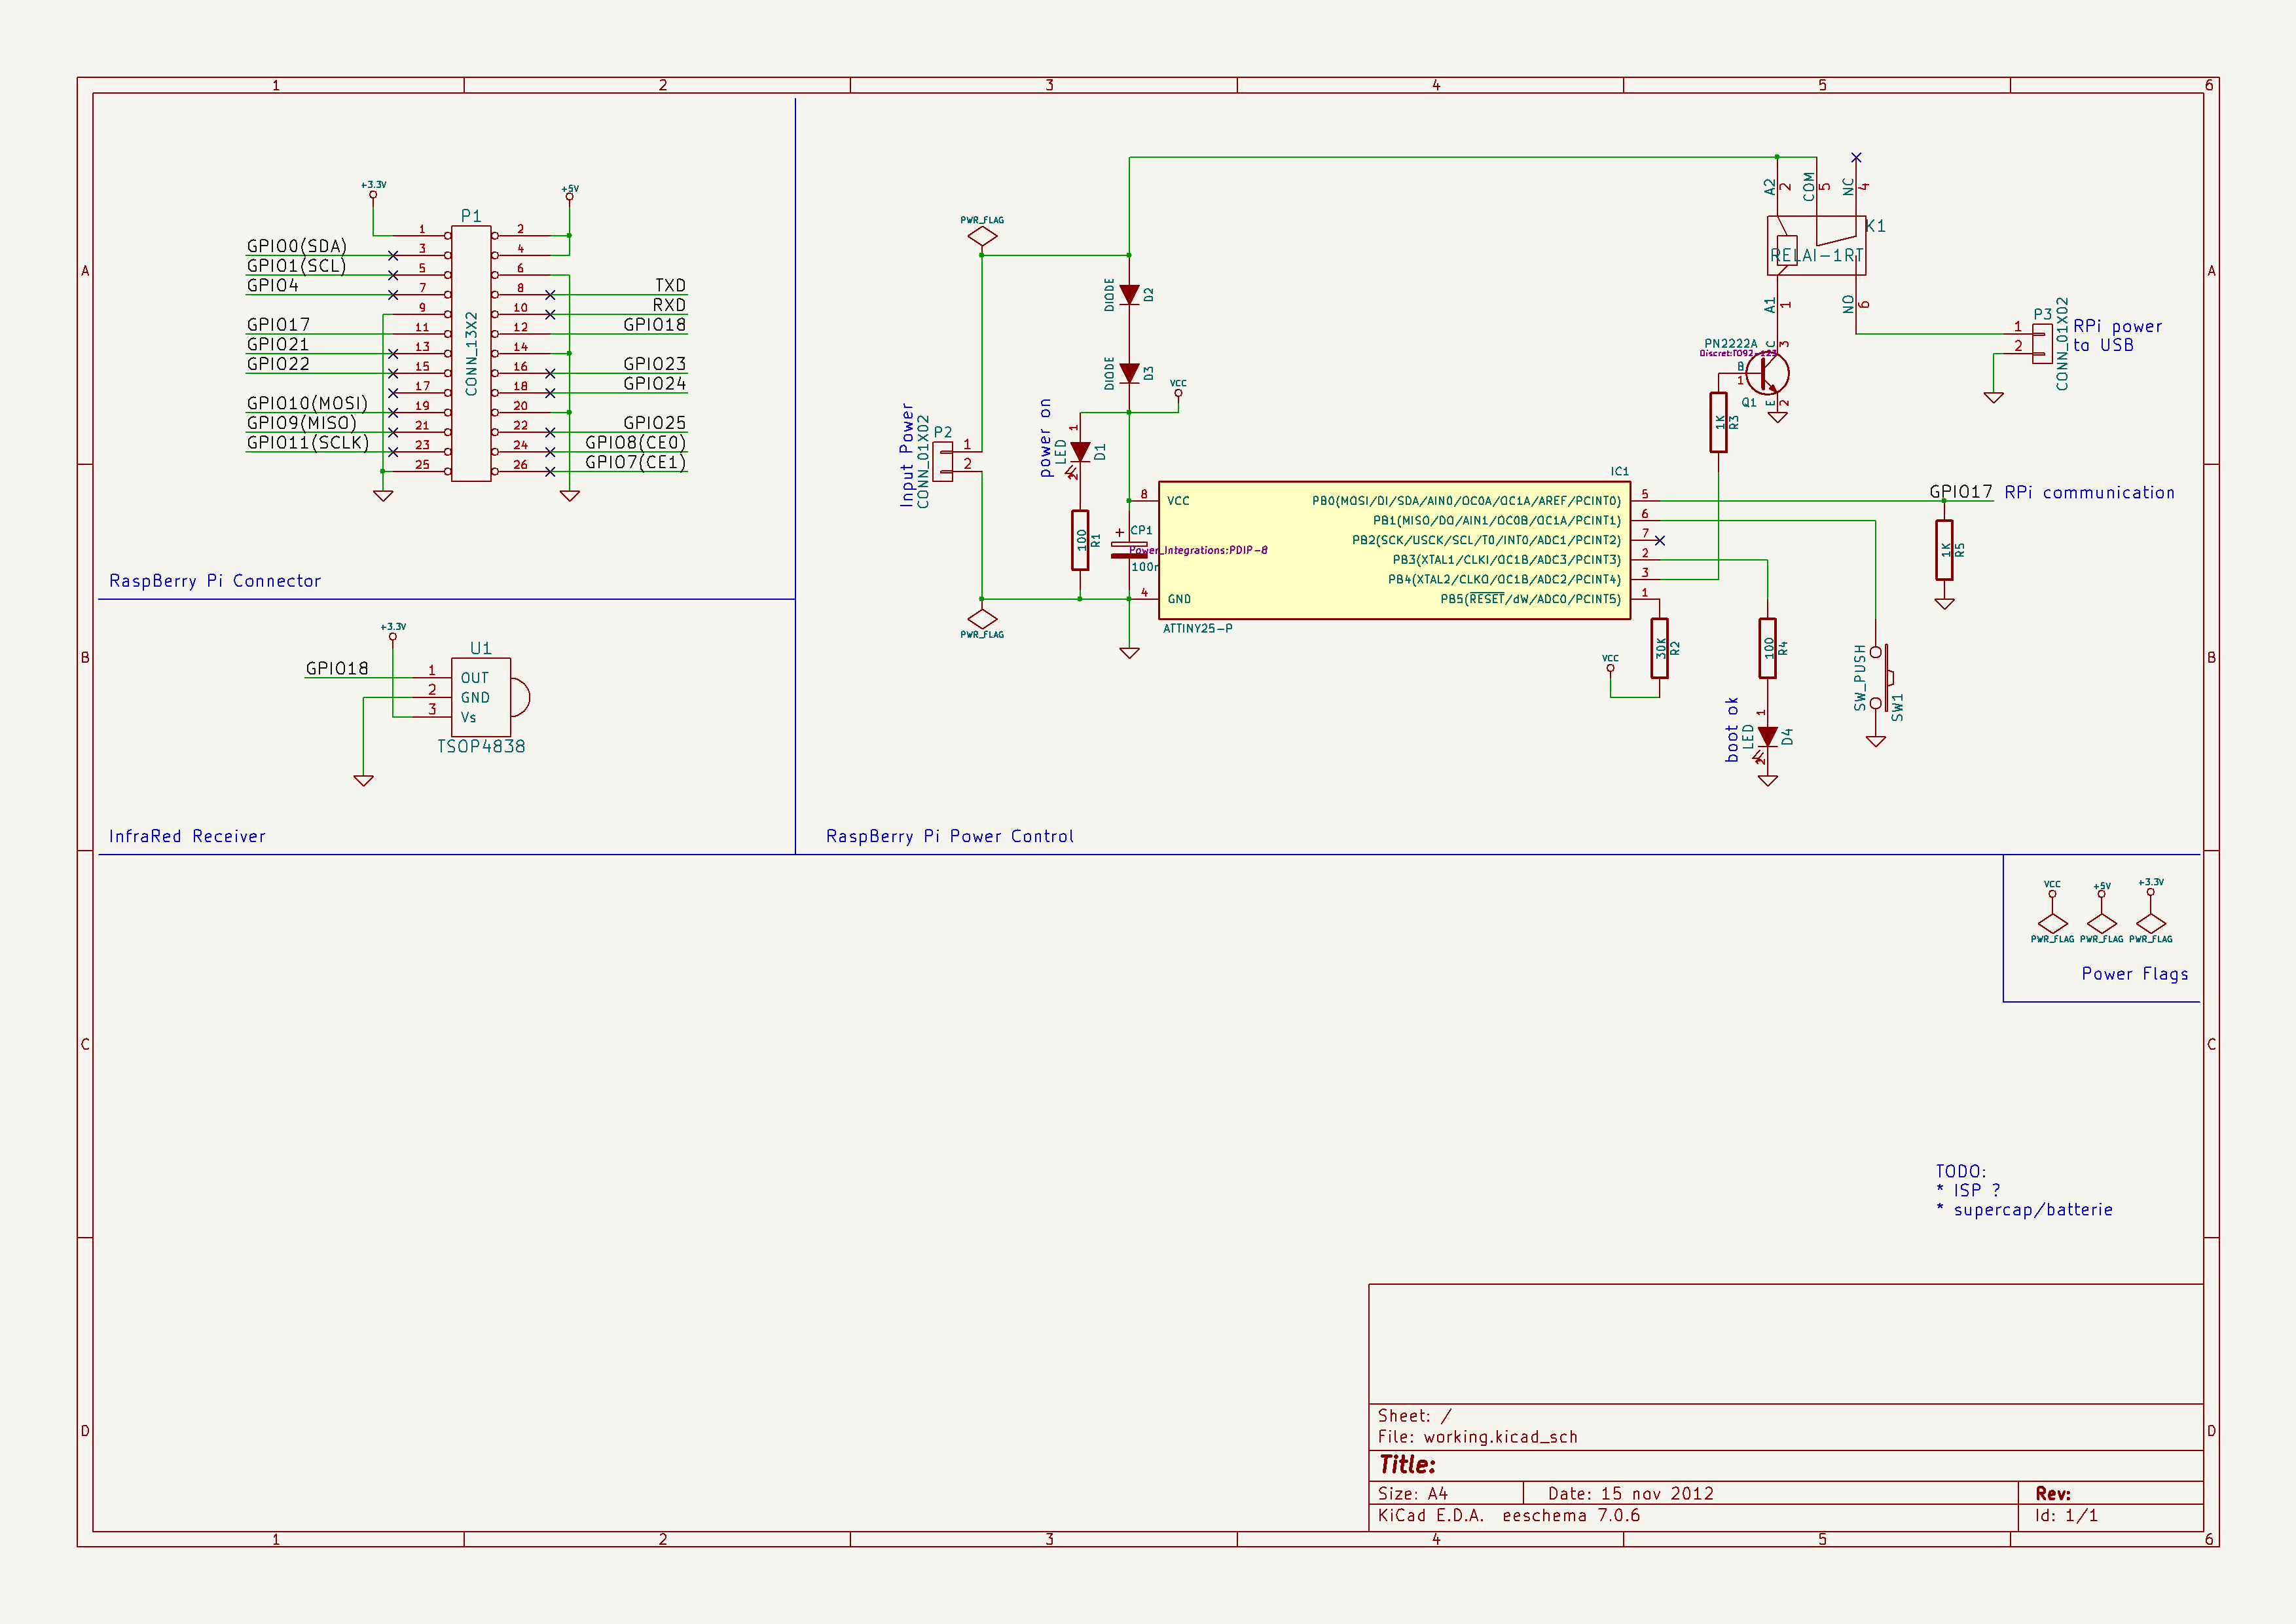 1 2 3 4 5 6
A
B
C
D
+3.3V
+5V
P1
CONN_13X2
1 2
GPIO0(SDA) 3 4
GPIO1(SCL) 5 6
GPIO4 7 8 TXD
9 10 RXD
GPIO17 11 12 GPIO18
GPIO21 13 14
GPIO22 15 16 GPIO23
17 18 GPIO24
GPIO10(MOSI) 19 20
GPIO9(MISO) 21 22 GPIO25
GPIO11(SCLK) 23 24 GPIO8(CE0)
25 26 GPIO7(CE1)
RaspBerry Pi Connector
+3.3V
U1
GPIO18 1 OUT
2 GND
3 Vs
TSOP4838
InfraRed Receiver
PWR_FLAG
Input Power
CONN_01X02
P2
1
2
PWR_FLAG
DIODE
D2
DIODE
D3
VCC
power on
LED
D1
1
2
100
R1
CP1
+
100n
Power_Integrations:PDIP-8
IC1
8 VCC
4 GND
PB0(MOSI/DI/SDA/AIN0/OC0A/OC1A/AREF/PCINT0) 5
PB1(MISO/DO/AIN1/OC0B/OC1A/PCINT1) 6
PB2(SCK/USCK/SCL/T0/INT0/ADC1/PCINT2) 7
PB3(XTAL1/CLKI/OC1B/ADC3/PCINT3) 2
PB4(XTAL2/CLKO/OC1B/ADC2/PCINT4) 3
PB5(RESET/dW/ADC0/PCINT5) 1
ATTINY25-P
VCC
30K
R2
1K
R3
PN2222A
Discret:TO92-123
B
1
C
3
E
2
Q1
A2
2
COM
5
NC
4
K1
RELAI-1RT
A1
1
NO
6
P3
1
2
CONN_01X02
RPi power
to USB
GPIO17
RPi communication
1K
R5
100
R4
boot ok
LED
D4
1
2
SW_PUSH
SW1
RaspBerry Pi Power Control
VCC
+5V
+3.3V
PWR_FLAG
PWR_FLAG
PWR_FLAG
Power Flags
TODO:
* ISP ?
* supercap/batterie
Sheet: /
File: working.kicad_sch
Title:
Size: A4
Date: 15 nov 2012
Rev:
KiCad E.D.A. eeschema 7.0.6
Id: 1/1
A
B
C
D
1 2 3 4 5 6